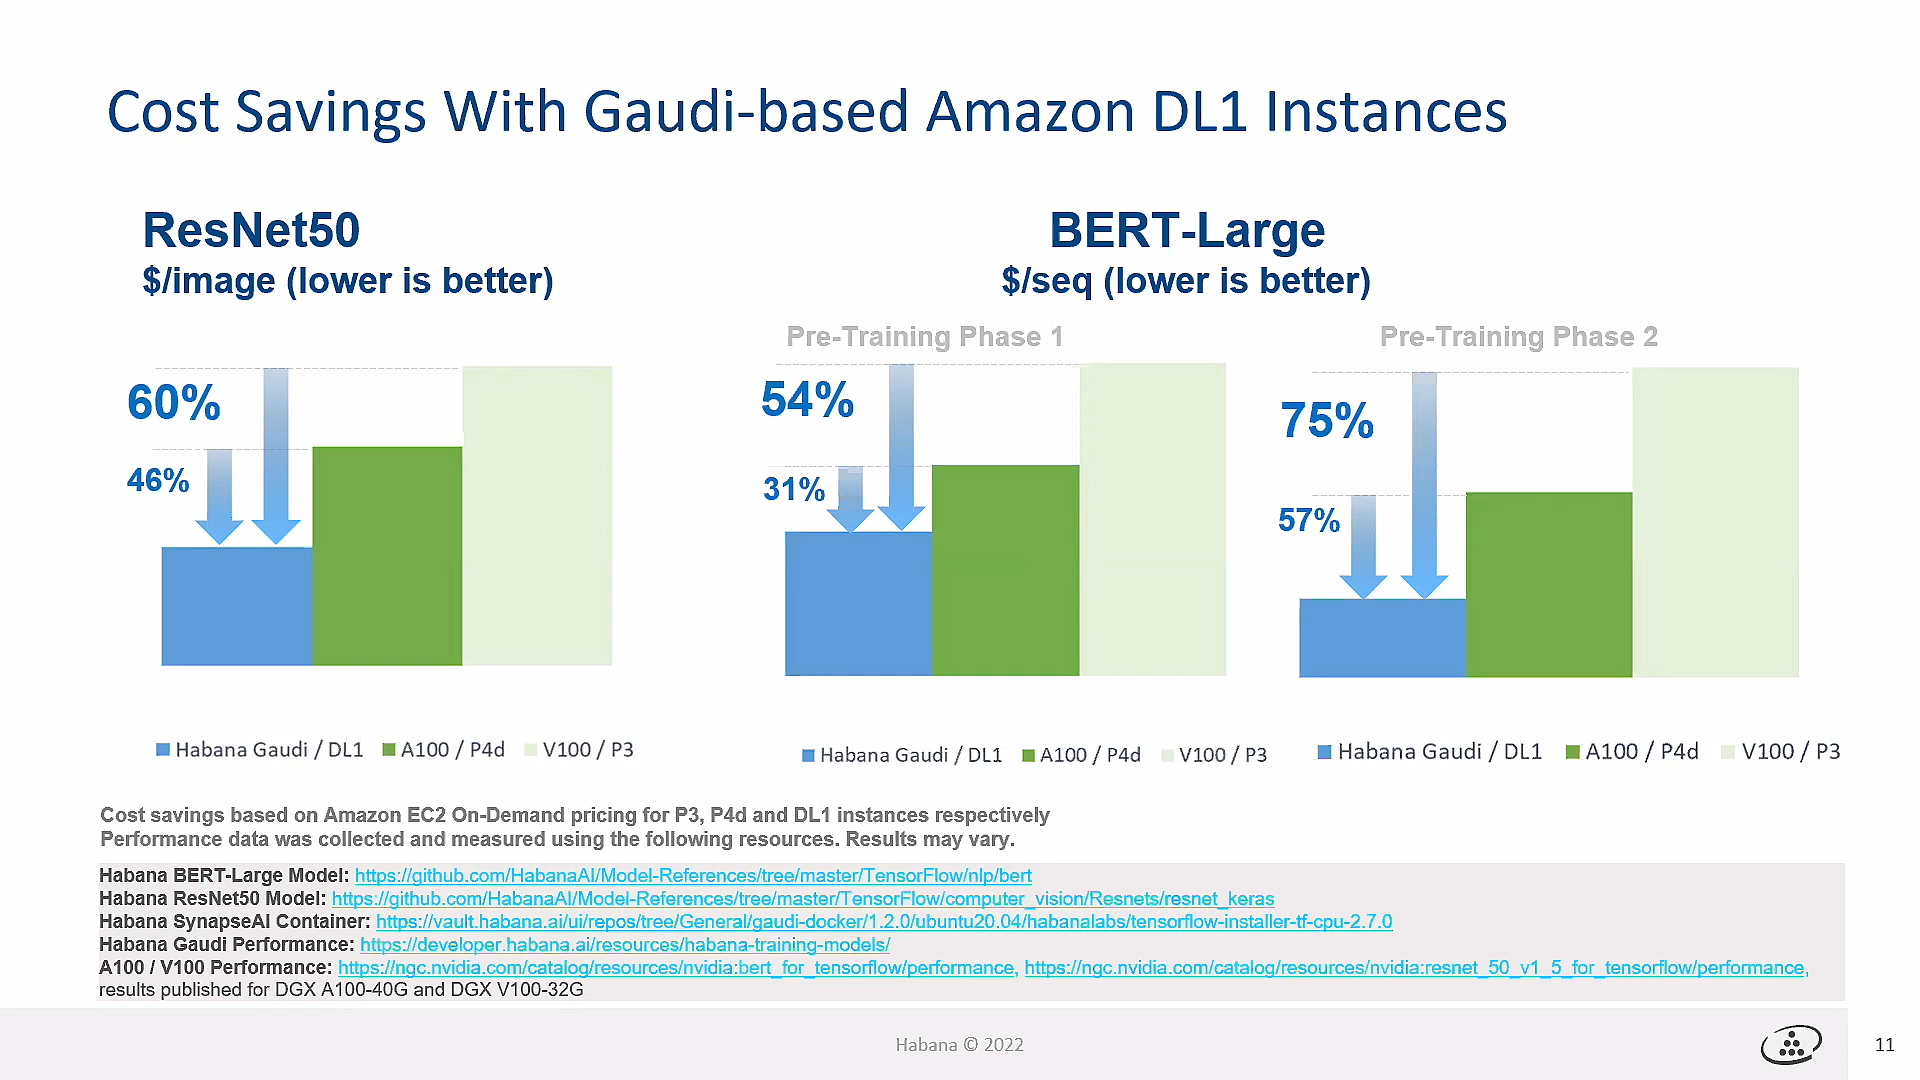 Cost Savings With Gaudi-based Amazon DL1 Instances
ResNet50
$/image (lower is better)
60%
46%
Habana Gaudi / DL1 A100 / P4d V100 / P3
BERT-Large
$/seq (lower is better)
Pre-Training Phase 1
54%
31%
Habana Gaudi / DL1 A100 / P4d V100 / P3
Pre-Training Phase 2
75%
57%
Habana Gaudi / DL1 A100 / P4d V100 / P3
Cost savings based on Amazon EC2 On-Demand pricing for P3, P4d and DL1 instances respectively
Performance data was collected and measured using the following resources. Results may vary.
Habana BERT-Large Model: https://github.com/HabanaAI/Model-References/tree/master/TensorFlow/nlp/bert
Habana ResNet50 Model: https://github.com/HabanaAI/Model-References/tree/master/TensorFlow/computer_vision/Resnets/resnet_keras
Habana SynapseAI Container: https://vault.habana.ai/ui/repos/tree/General/gaudi-docker/1.2.0/ubuntu20.04/habanalabs/tensorflow-installer-tf-cpu-2.7.0
Habana Gaudi Performance: https://developer.habana.ai/resources/habana-training-models/
A100 / V100 Performance: https://ngc.nvidia.com/catalog/resources/nvidia:bert_for_tensorflow/performance, https://ngc.nvidia.com/catalog/resources/nvidia:resnet_50_v1_5_for_tensorflow/performance,
results published for DGX A100-40G and DGX V100-32G
Habana © 2022
11